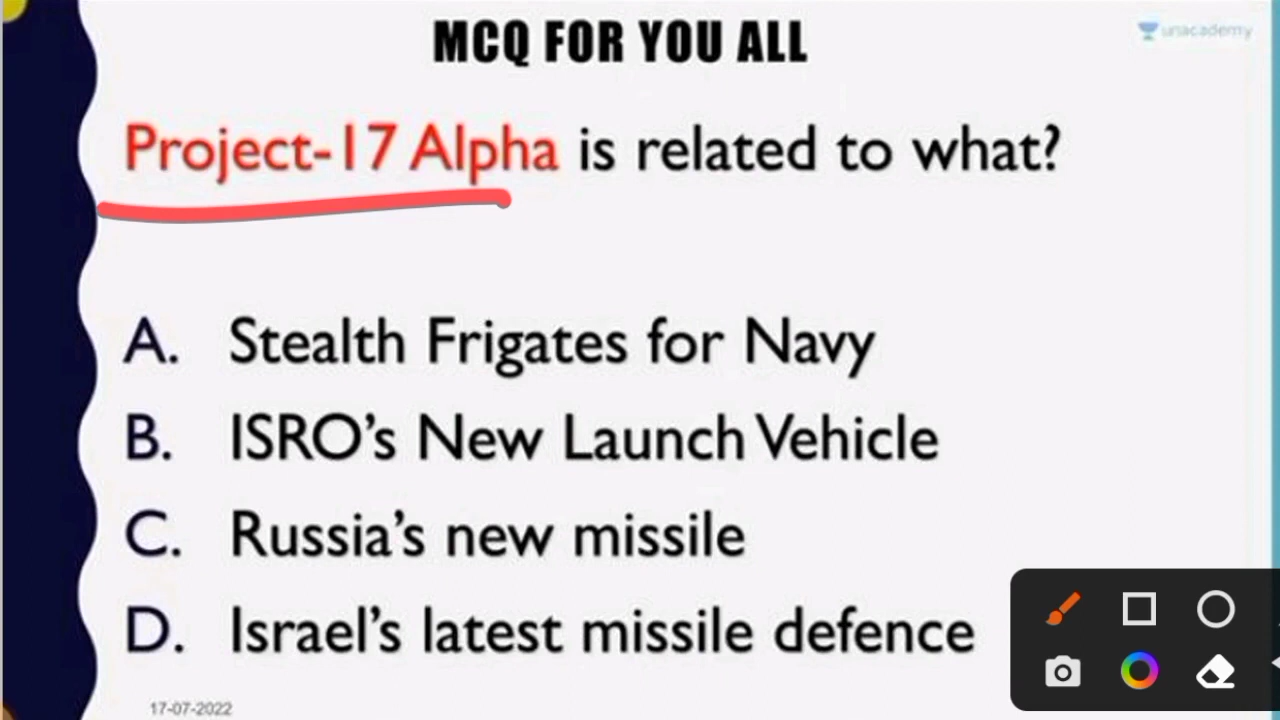 MCQ FOR YOU ALL
unacademy
Project-17 Alpha is related to what?
A. Stealth Frigates for Navy
B. ISRO's New Launch Vehicle
C. Russia's new missile
D. Israel's latest missile defence
17-07-2022